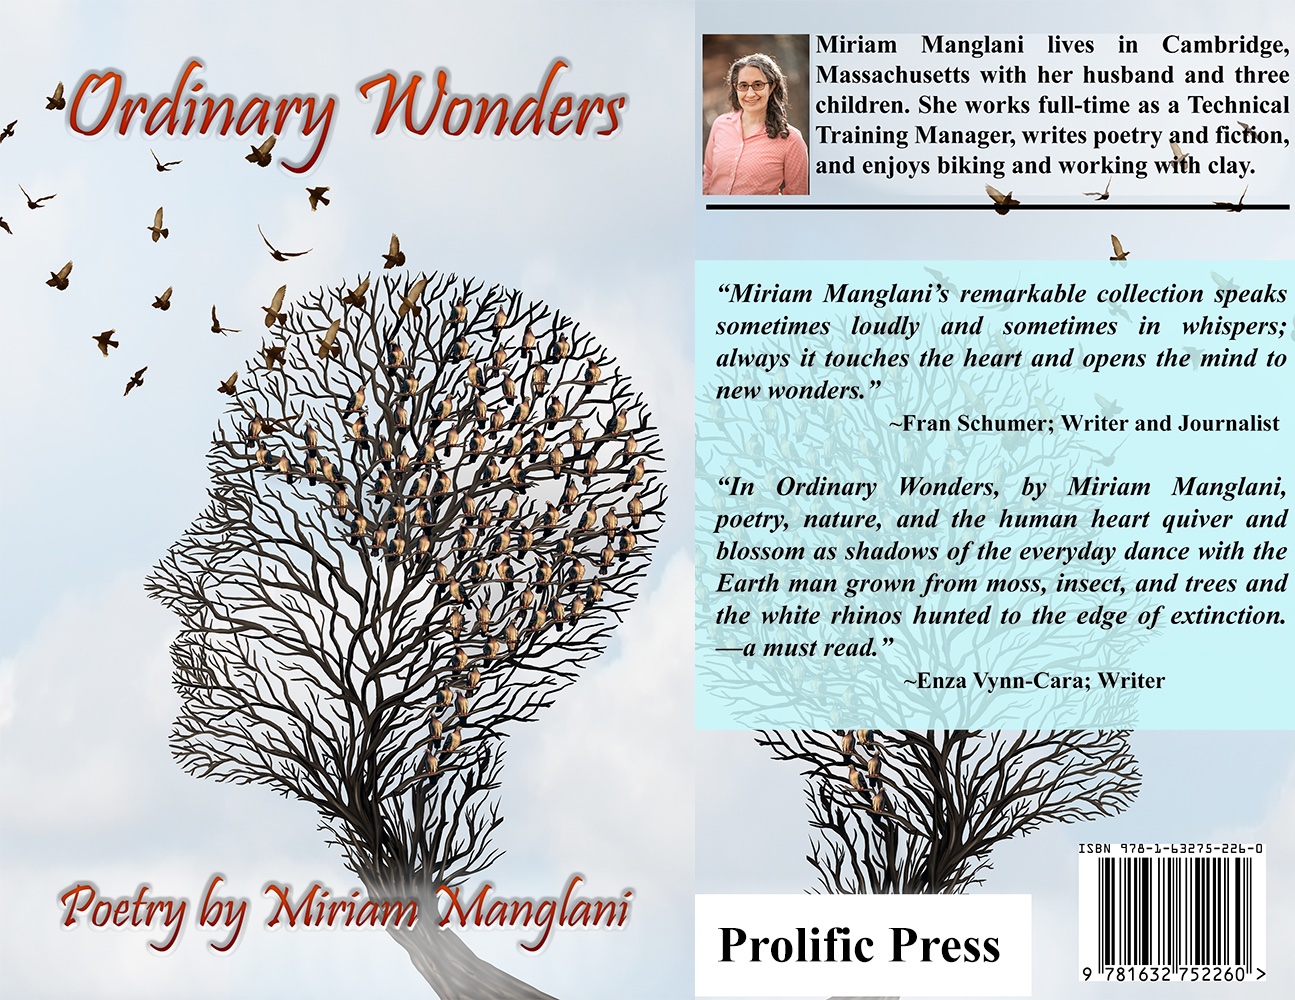 Ordinary Wonders
Poetry by Miriam Manglani
Miriam Manglani lives in Cambridge,
Massachusetts with her husband and three
children. She works full-time as a Technical
Training Manager, writes poetry and fiction,
and enjoys biking and working with clay.
“Miriam Manglani’s remarkable collection speaks
sometimes loudly and sometimes in whispers;
always it touches the heart and opens the mind to
new wonders.”
~Fran Schumer; Writer and Journalist
“In Ordinary Wonders, by Miriam Manglani,
poetry, nature, and the human heart quiver and
blossom as shadows of the everyday dance with the
Earth man grown from moss, insect, and trees and
the white rhinos hunted to the edge of extinction.
—a must read.”
~Enza Vynn-Cara; Writer
Prolific Press
ISBN 978-1-63275-226-0
9 781632 752260 >